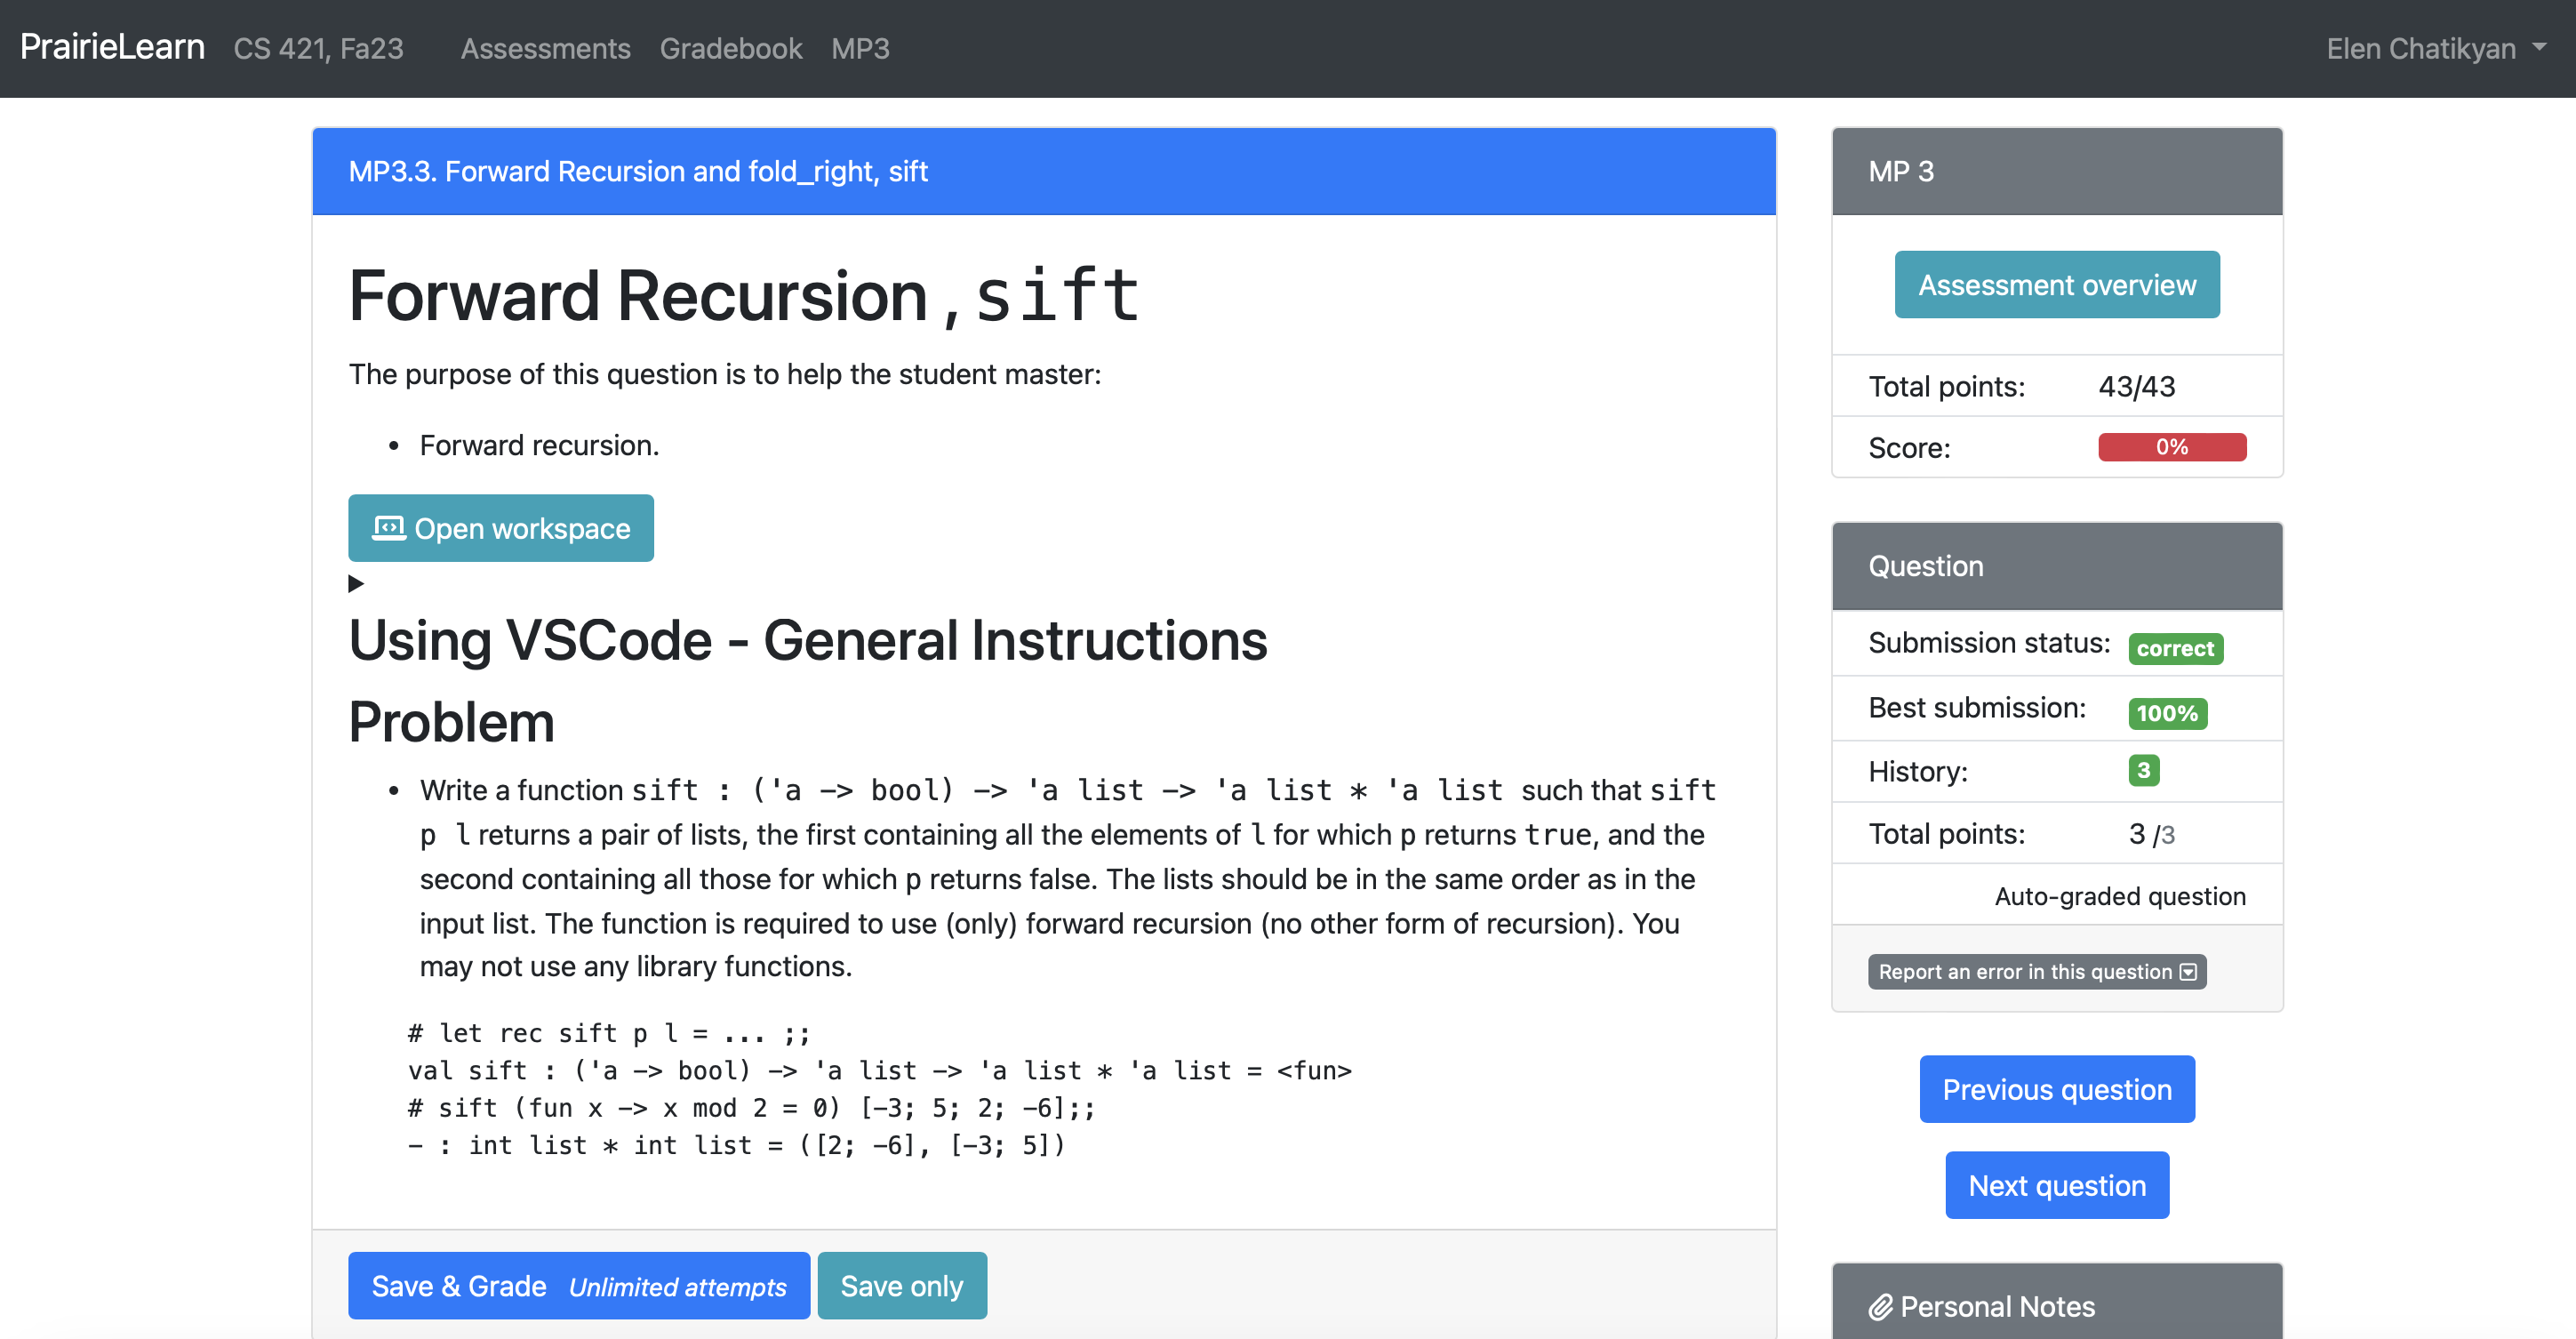 PrairieLearn CS 421, Fa23 Assessments Gradebook MP3 Elen Chatikyan
MP3.3. Forward Recursion and fold_right, sift
Forward Recursion , sift
The purpose of this question is to help the student master:
• Forward recursion.
Open workspace
Using VSCode - General Instructions
Problem
• Write a function sift : ('a -> bool) -> 'a list -> 'a list * 'a list such that sift
p l returns a pair of lists, the first containing all the elements of l for which p returns true, and the
second containing all those for which p returns false. The lists should be in the same order as in the
input list. The function is required to use (only) forward recursion (no other form of recursion). You
may not use any library functions.
# let rec sift p l = ... ;;
val sift : ('a -> bool) -> 'a list -> 'a list * 'a list = <fun>
# sift (fun x -> x mod 2 = 0) [-3; 5; 2; -6];;
- : int list * int list = ([2; -6], [-3; 5])
Save & Grade Unlimited attempts Save only
MP 3
Assessment overview
Total points: 43/43
Score: 0%
Question
Submission status: correct
Best submission: 100%
History: 3
Total points: 3 /3
Auto-graded question
Report an error in this question
Previous question
Next question
Personal Notes